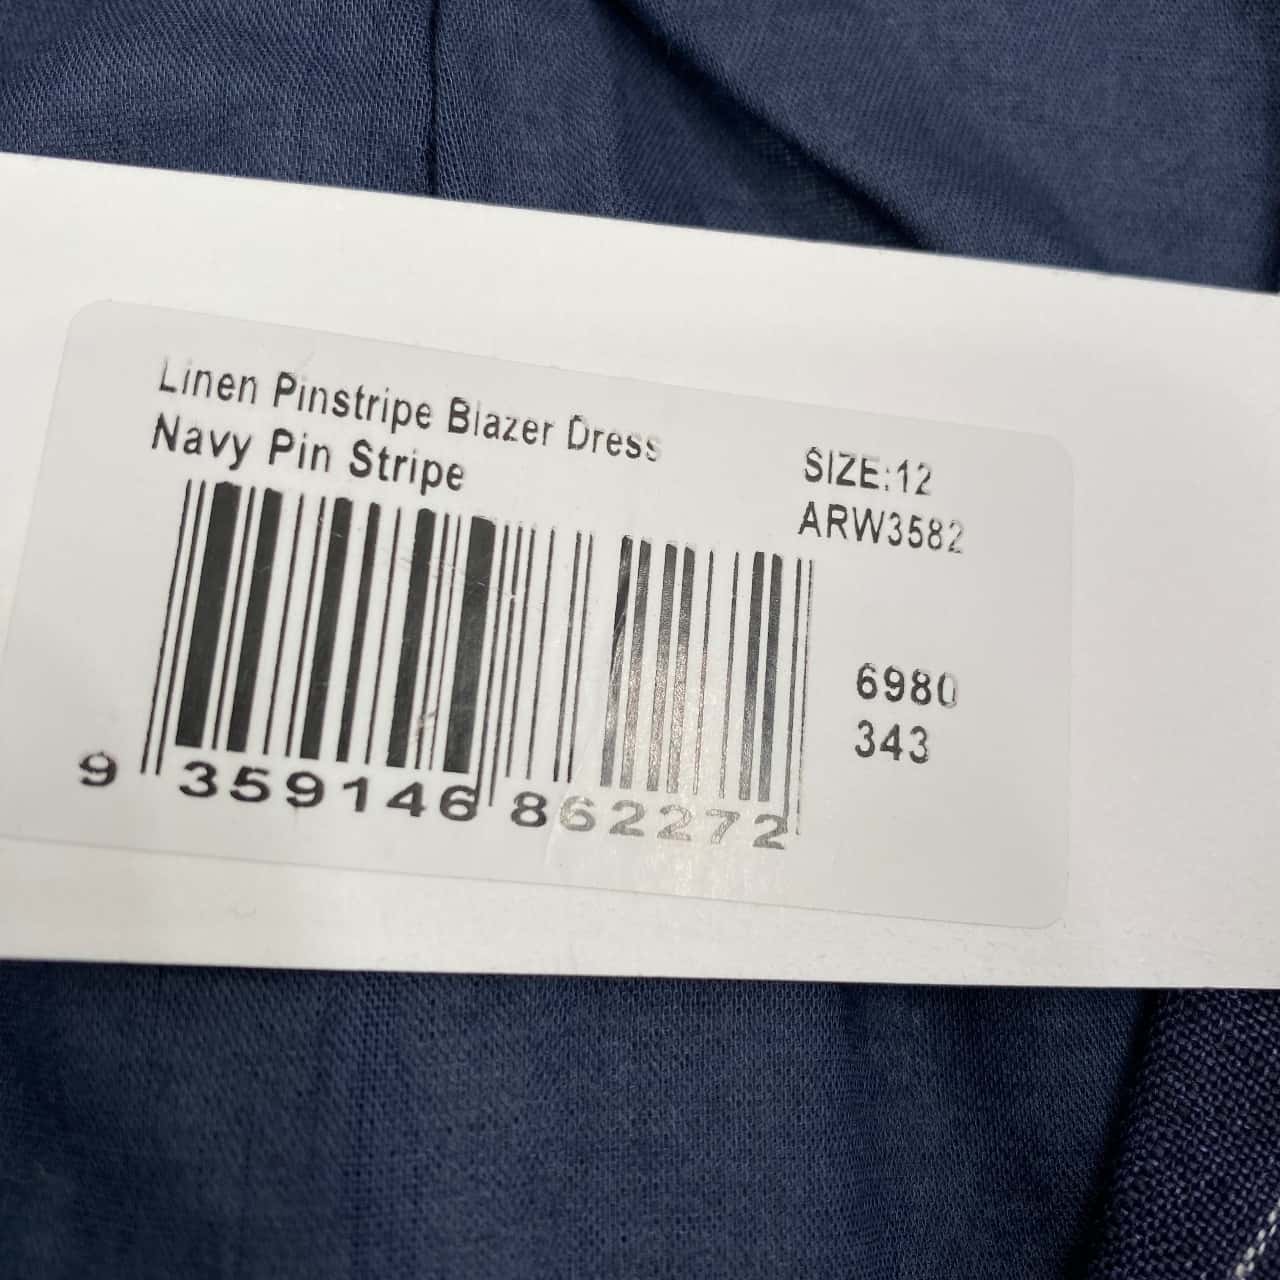 Linen Pinstripe Blazer Dress
Navy Pin Stripe
SIZE:12
ARW3582
6980
343
9 359146 862272